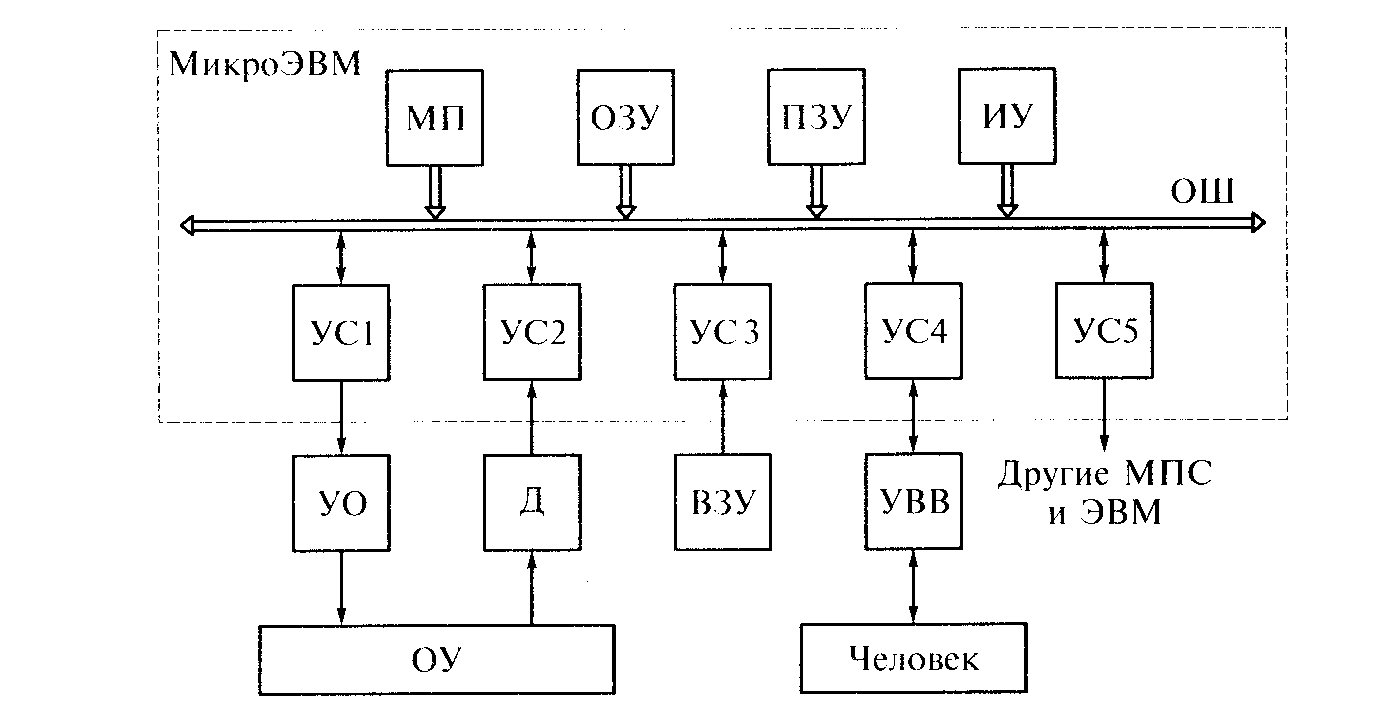 МикроЭВМ
МП
ОЗУ
ПЗУ
ИУ
ОШ
УС1
УС2
УС3
УС4
УС5
УО
Д
ВЗУ
УВВ
Другие МПС
и ЭВМ
ОУ
Человек